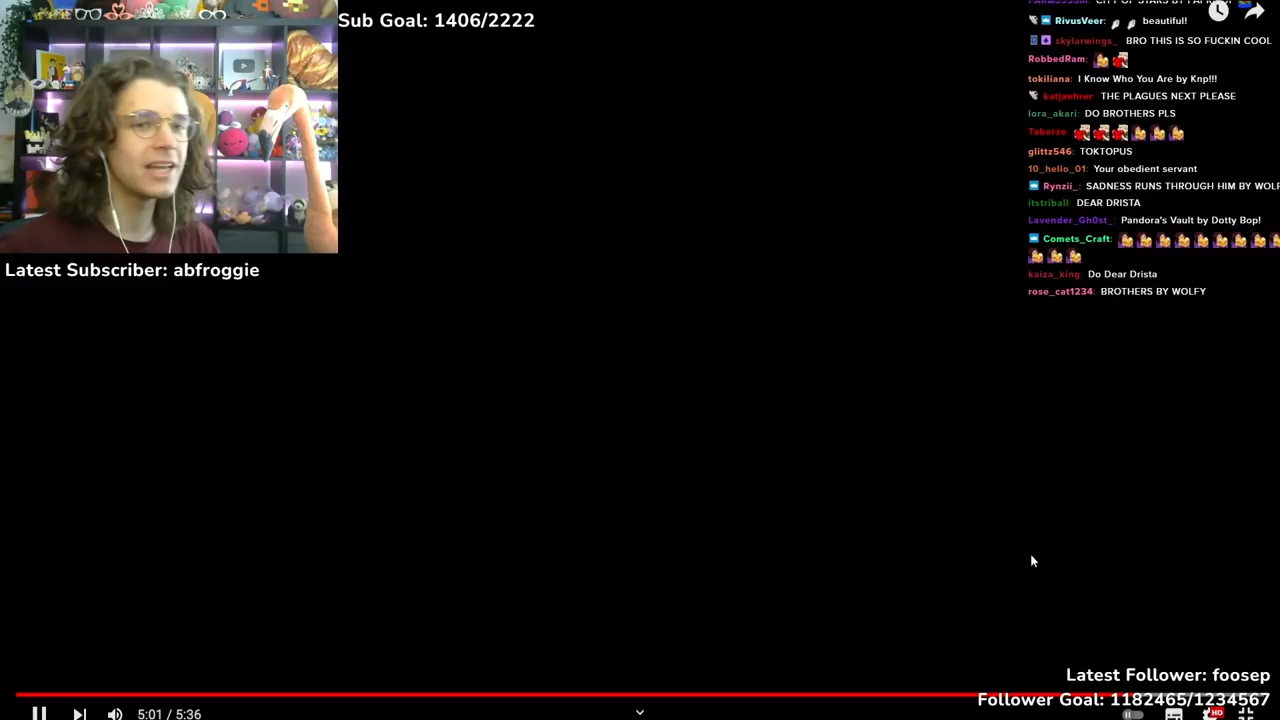 Sub Goal: 1406/2222
Latest Subscriber: abfroggie
RivusVeer: beautiful!
skylarwings_ BRO THIS IS SO FUCKIN COOL
RobbedRam:
tokiliana: I Know Who You Are by Knp!!!
katjaehrer THE PLAGUES NEXT PLEASE
lora_akari: DO BROTHERS PLS
Taborze:
glittz546: TOKTOPUS
10_hello_01: Your obedient servant
Rynzii_: SADNESS RUNS THROUGH HIM BY WOLF
itstriball: DEAR DRISTA
Lavender_Gh0st_: Pandora's Vault by Dotty Bop!
Comets_Craft:
kaiza_king: Do Dear Drista
rose_cat1234: BROTHERS BY WOLFY
Latest Follower: foosep
Follower Goal: 1182465/1234567
5:01 / 5:36
HD